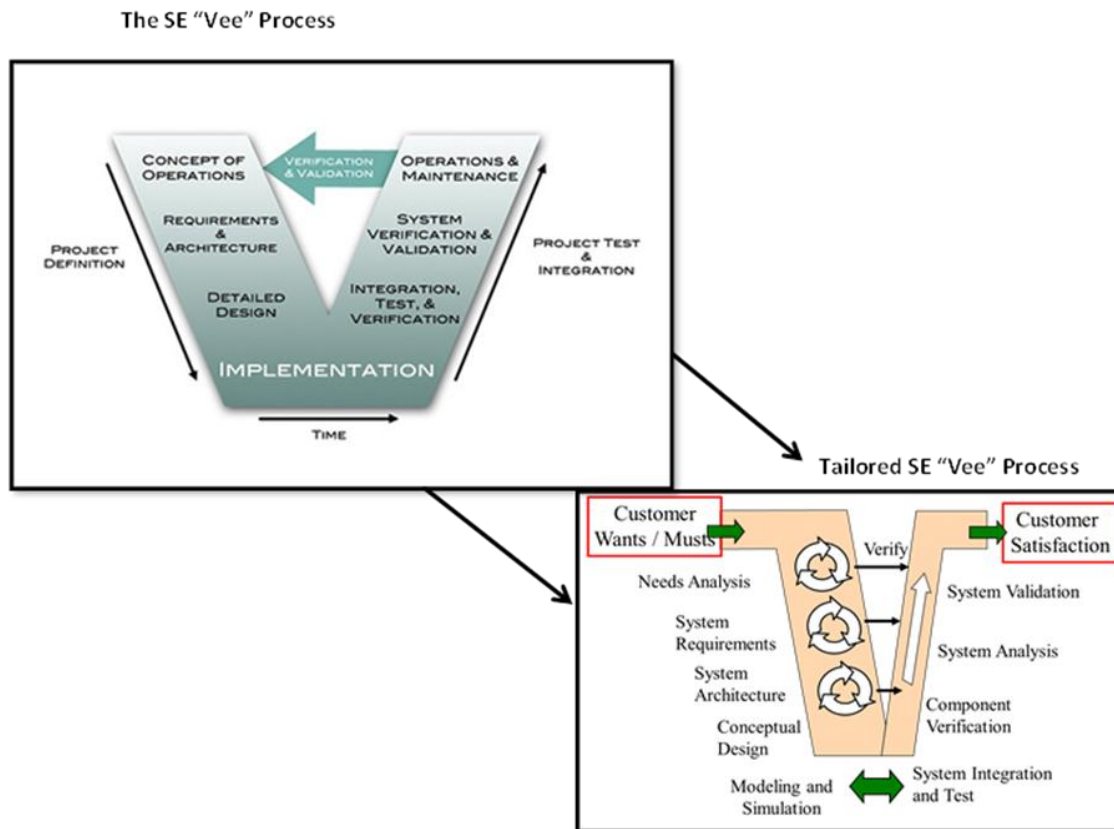 The SE “Vee” Process
CONCEPT OF
OPERATIONS
VERIFICATION
& VALIDATION
OPERATIONS &
MAINTENANCE
REQUIREMENTS
&
ARCHITECTURE
SYSTEM
VERIFICATION &
VALIDATION
PROJECT
DEFINITION
PROJECT TEST
&
INTEGRATION
DETAILED
DESIGN
INTEGRATION,
TEST, &
VERIFICATION
IMPLEMENTATION
TIME
Tailored SE “Vee” Process
Customer
Wants / Musts
Verify
Customer
Satisfaction
Needs Analysis
System Validation
System
Requirements
System Analysis
System
Architecture
Component
Verification
Conceptual
Design
Modeling and
Simulation
System Integration
and Test